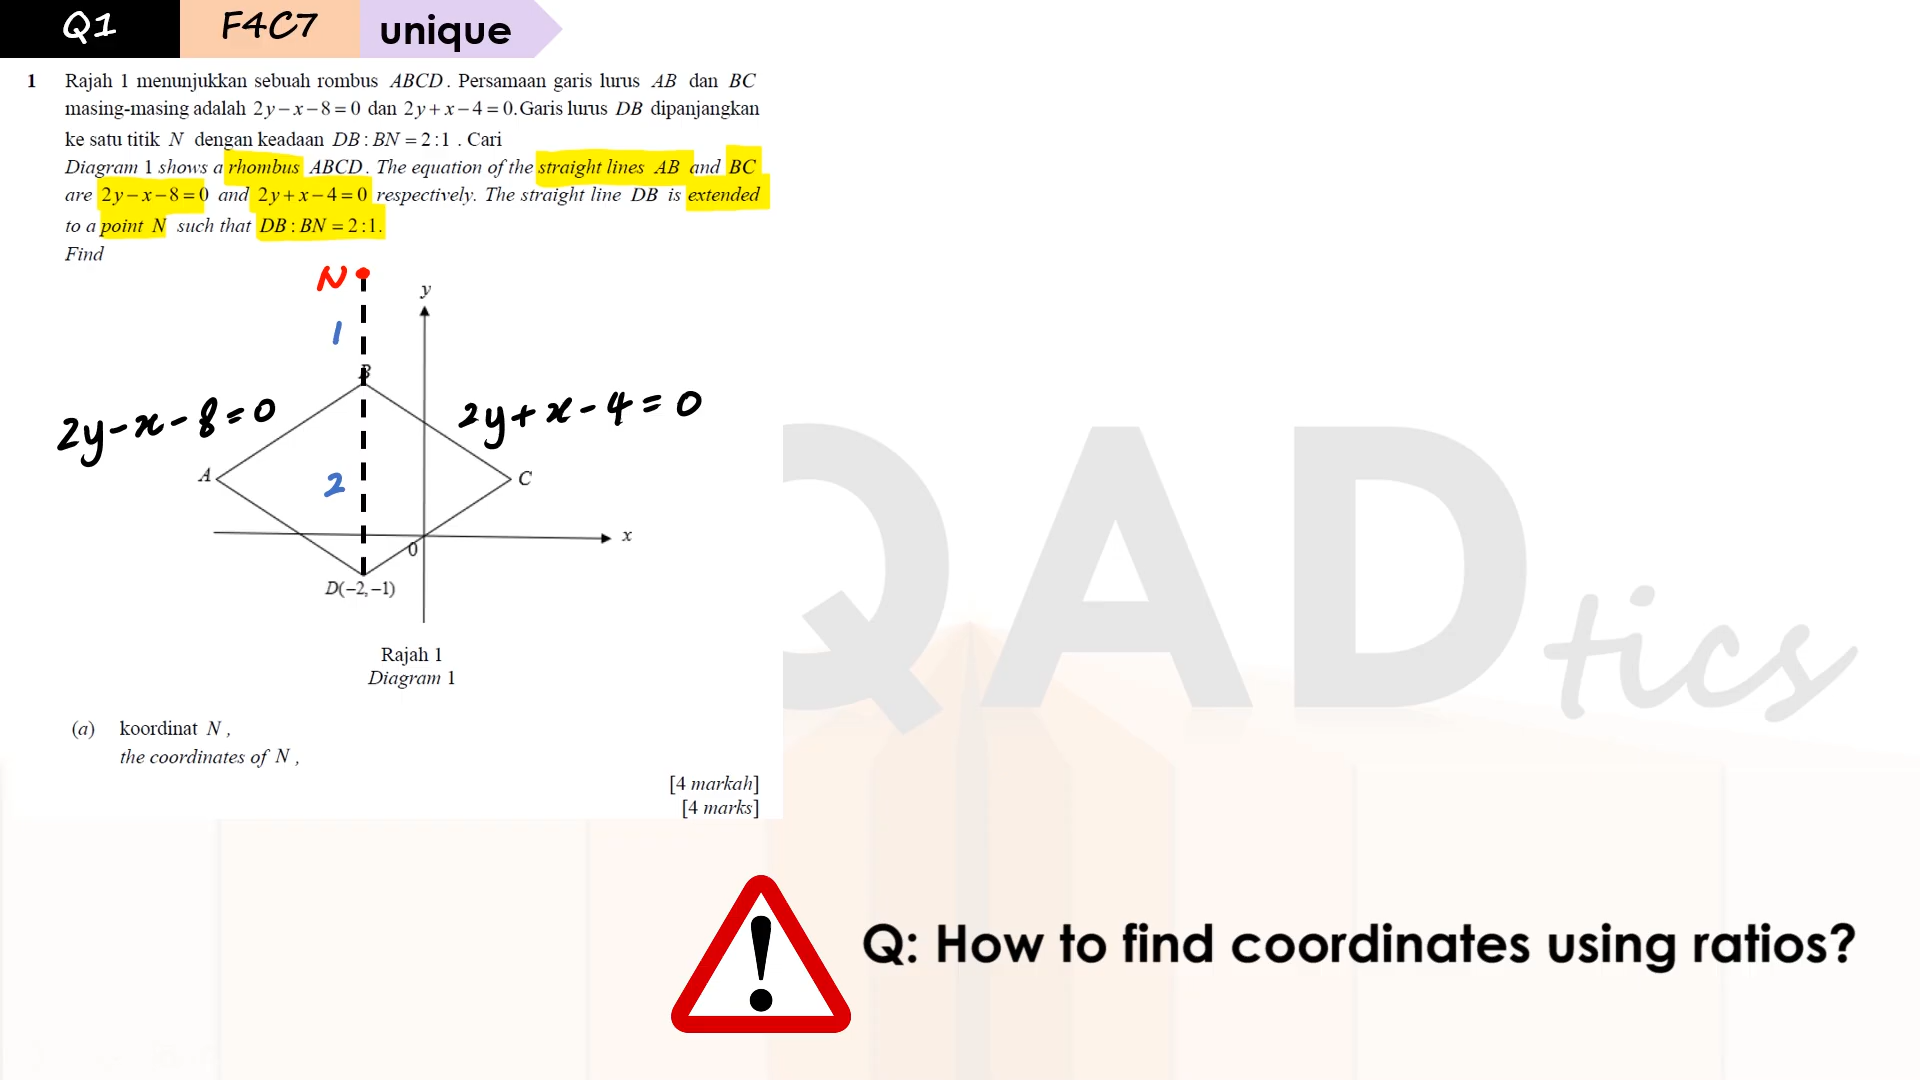 Q1 F4C7 unique
1 Rajah 1 menunjukkan sebuah rombus ABCD. Persamaan garis lurus AB dan BC
masing-masing adalah 2y−x−8=0 dan 2y+x−4=0.Garis lurus DB dipanjangkan
ke satu titik N dengan keadaan DB:BN=2:1. Cari
Diagram 1 shows a rhombus ABCD. The equation of the straight lines AB and BC
are 2y−x−8=0 and 2y+x−4=0 respectively. The straight line DB is extended
to a point N such that DB:BN=2:1.
Find
N
y
1
B
2y−x−8=0
2y+x−4=0
A
2
C
x
0
D(−2,−1)
Rajah 1
Diagram 1
(a) koordinat N,
the coordinates of N,
[4 markah]
[4 marks]
QADtics
Q: How to find coordinates using ratios?